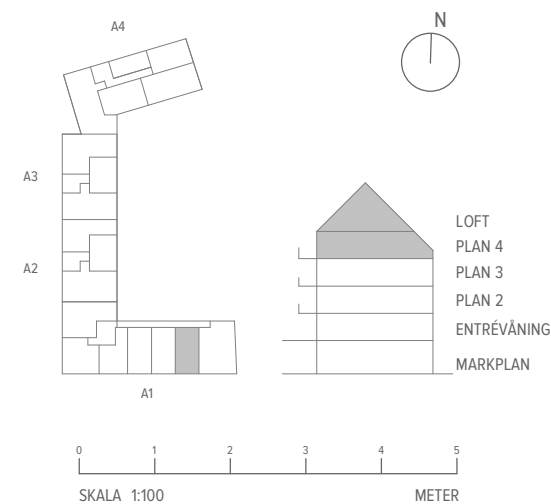 A4
N
A3
A2
A1
LOFT
PLAN 4
PLAN 3
PLAN 2
ENTRÉVÅNING
MARKPLAN
0 1 2 3 4 5
SKALA 1:100 METER